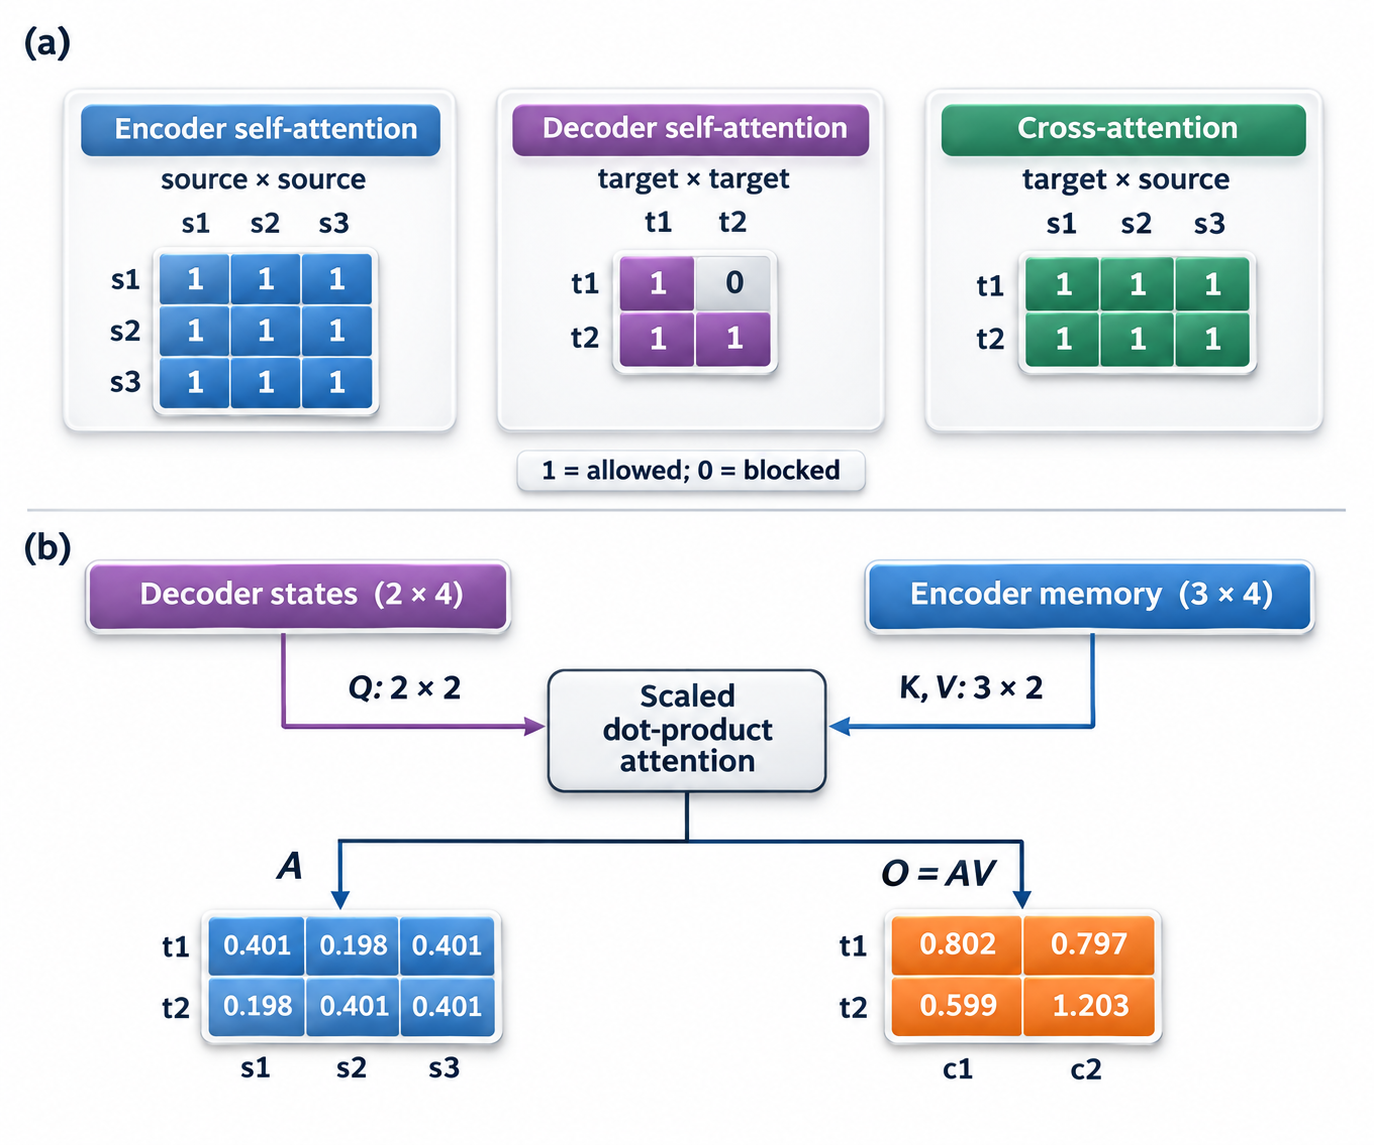 (a)
Encoder self-attention
source × source
s1 s2 s3
s1 1 1 1
s2 1 1 1
s3 1 1 1
Decoder self-attention
target × target
t1 t2
t1 1 0
t2 1 1
Cross-attention
target × source
s1 s2 s3
t1 1 1 1
t2 1 1 1
1 = allowed; 0 = blocked
(b)
Decoder states (2 × 4)
Encoder memory (3 × 4)
Q: 2 × 2
Scaled
dot-product
attention
K, V: 3 × 2
A
t1 0.401 0.198 0.401
t2 0.198 0.401 0.401
s1 s2 s3
O = AV
t1 0.802 0.797
t2 0.599 1.203
c1 c2